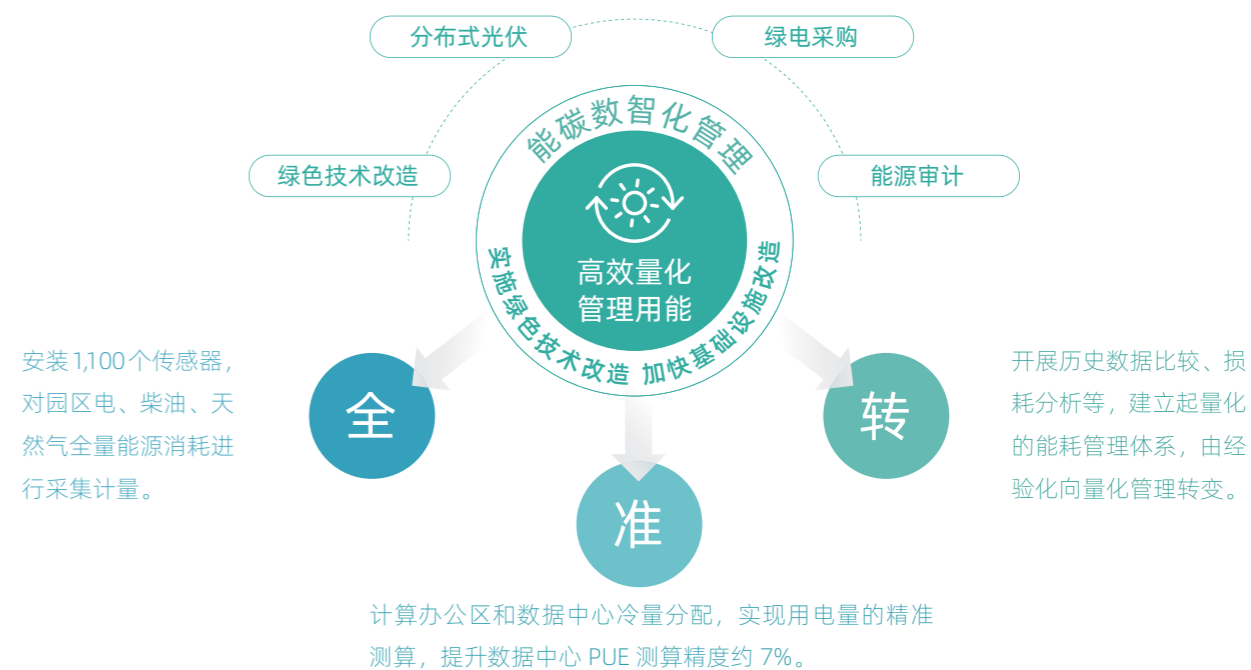 分布式光伏
绿电采购
绿色技术改造
能源审计
能碳数智化管理
高效量化
管理用能
实施绿色技术改造 加快基础设施改造
全
安装1,100个传感器，
对园区电、柴油、天
然气全量能源消耗进
行采集计量。
准
计算办公区和数据中心冷量分配，实现用电量的精准
测算，提升数据中心 PUE 测算精度约 7%。
转
开展历史数据比较、损
耗分析等，建立起量化
的能耗管理体系，由经
验化向量化管理转变。